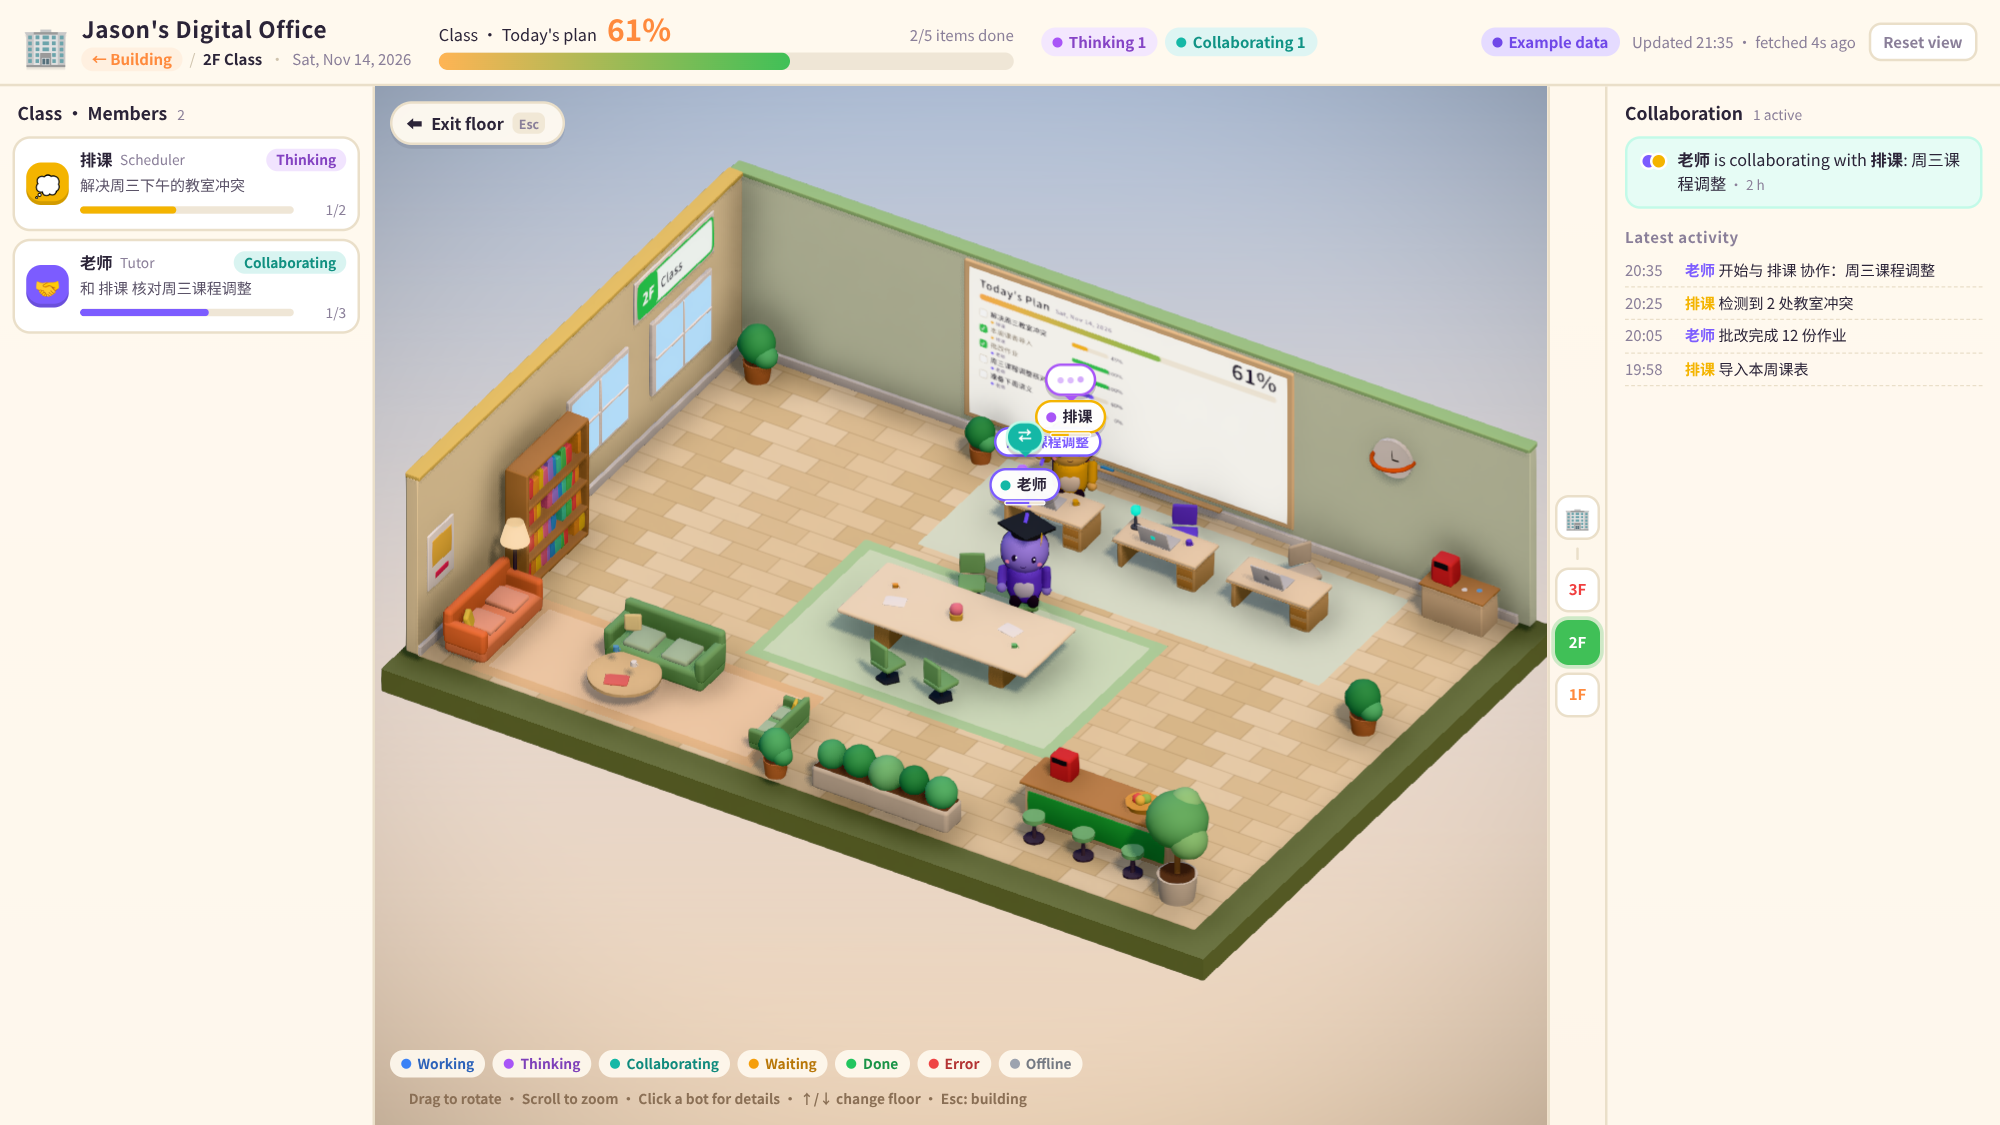 Jason's Digital Office
← Building / 2F Class • Sat, Nov 14, 2026
Class • Today's plan 61%
2/5 items done
Thinking 1
Collaborating 1
Example data
Updated 21:35 • fetched 4s ago
Reset view
Class • Members 2
排课 Scheduler Thinking
解决周三下午的教室冲突
1/2
老师 Tutor Collaborating
和 排课 核对周三课程调整
1/3
Exit floor Esc
2F Class
Today's Plan Sat, Nov 14, 2026
61%
排课
课程调整
老师
Working
Thinking
Collaborating
Waiting
Done
Error
Offline
Drag to rotate • Scroll to zoom • Click a bot for details • ↑/↓ change floor • Esc: building
3F
2F
1F
Collaboration 1 active
老师 is collaborating with 排课: 周三课
程调整 • 2 h
Latest activity
20:35 老师 开始与 排课 协作：周三课程调整
20:25 排课 检测到 2 处教室冲突
20:05 老师 批改完成 12 份作业
19:58 排课 导入本周课表